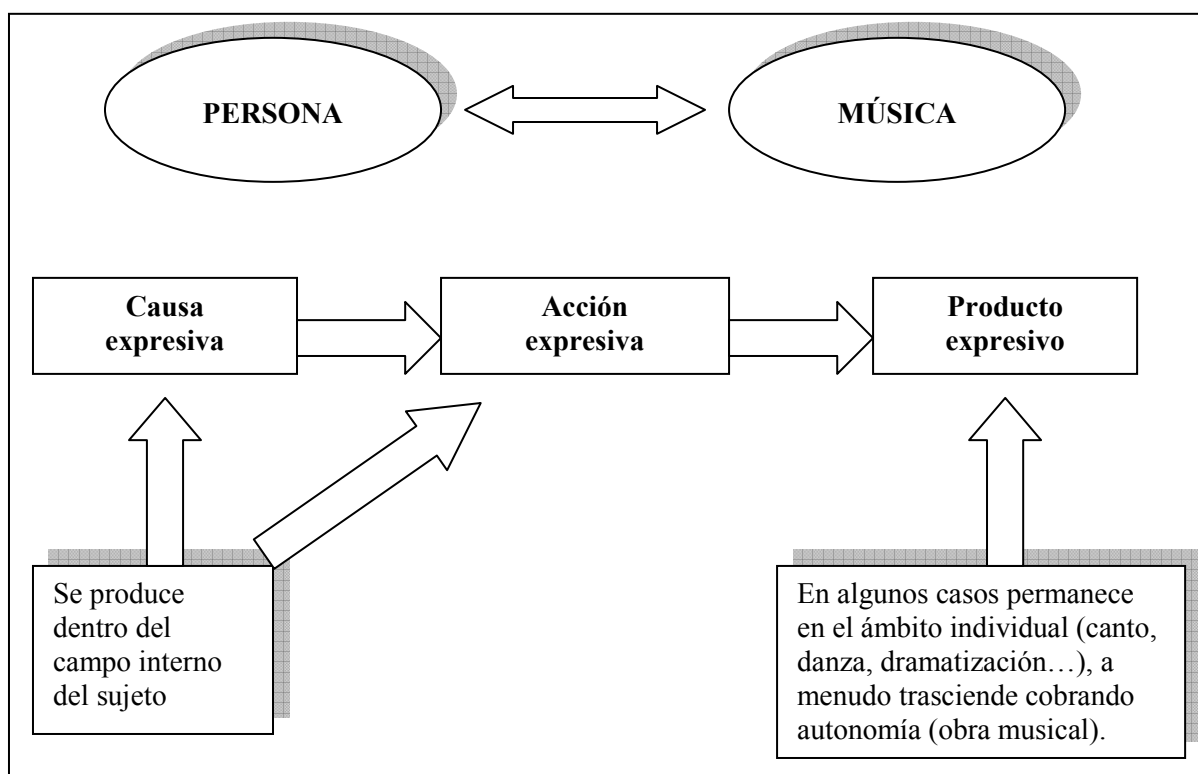 PERSONA
MÚSICA
Causa
expresiva
Acción
expresiva
Producto
expresivo
Se produce
dentro del
campo interno
del sujeto
En algunos casos permanece
en el ámbito individual (canto,
danza, dramatización…), a
menudo trasciende cobrando
autonomía (obra musical).